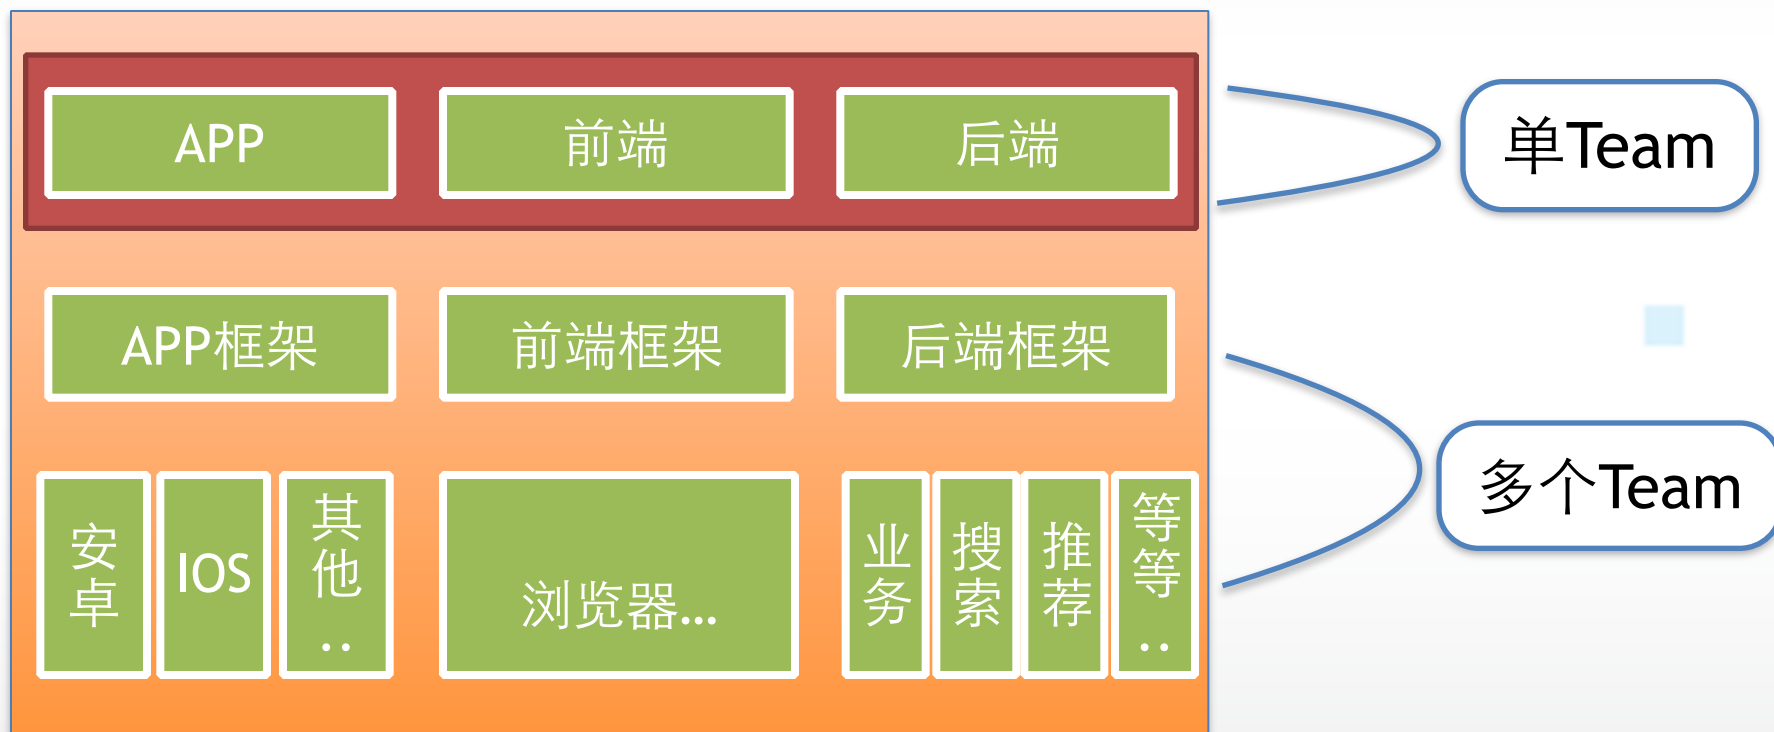 APP
前端
后端
单Team
APP框架
前端框架
后端框架
多个Team
安卓
IOS
其他..
浏览器...
业务
搜索
推荐
等等..